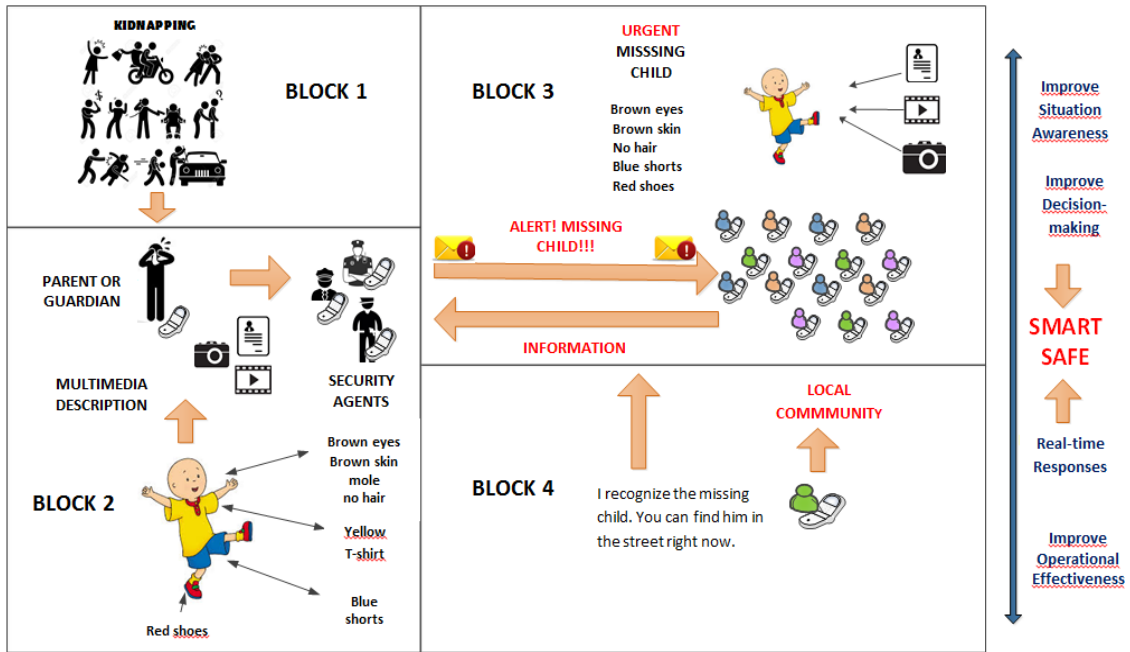 KIDNAPPING
BLOCK 1
PARENT OR
GUARDIAN
MULTIMEDIA
DESCRIPTION
SECURITY
AGENTS
BLOCK 2
Brown eyes
Brown skin
mole
no hair
Yellow
T-shirt
Blue
shorts
Red shoes
BLOCK 3
URGENT
MISSSING
CHILD
Brown eyes
Brown skin
No hair
Blue shorts
Red shoes
ALERT! MISSING
CHILD!!!
INFORMATION
BLOCK 4
LOCAL
COMMMUNITY
I recognize the missing
child. You can find him in
the street right now.
Improve
Situation
Awareness
Improve
Decision-
making
SMART
SAFE
Real-time
Responses
Improve
Operational
Effectiveness